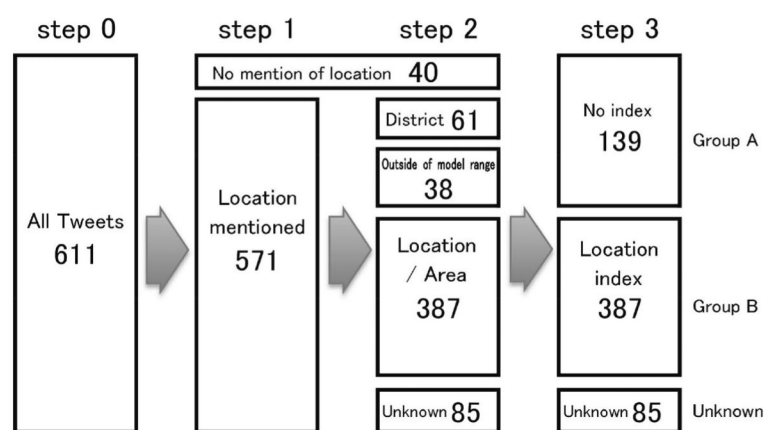 step 0
step 1
step 2
step 3
No mention of location 40
All Tweets
611
Location
mentioned
571
District 61
Outside of model range
38
Location
/ Area
387
Unknown 85
No index
139
Location
index
387
Unknown 85
Group A
Group B
Unknown